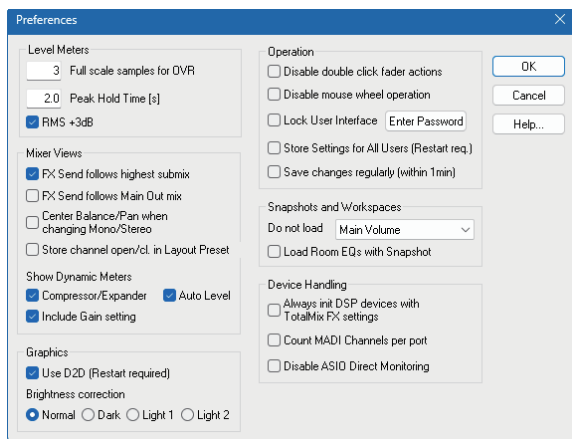 Preferences
Level Meters
3 Full scale samples for OVR
2.0 Peak Hold Time [s]
RMS +3dB
Mixer Views
FX Send follows highest submix
FX Send follows Main Out mix
Center Balance/Pan when
changing Mono/Stereo
Store channel open/cl. in Layout Preset
Show Dynamic Meters
Compressor/Expander Auto Level
Include Gain setting
Graphics
Use D2D (Restart required)
Brightness correction
Normal Dark Light 1 Light 2
Operation
Disable double click fader actions
Disable mouse wheel operation
Lock User Interface Enter Password
Store Settings for All Users (Restart req.)
Save changes regularly (within 1min)
Snapshots and Workspaces
Do not load Main Volume
Load Room EQs with Snapshot
Device Handling
Always init DSP devices with
TotalMix FX settings
Count MADI Channels per port
Disable ASIO Direct Monitoring
OK
Cancel
Help...